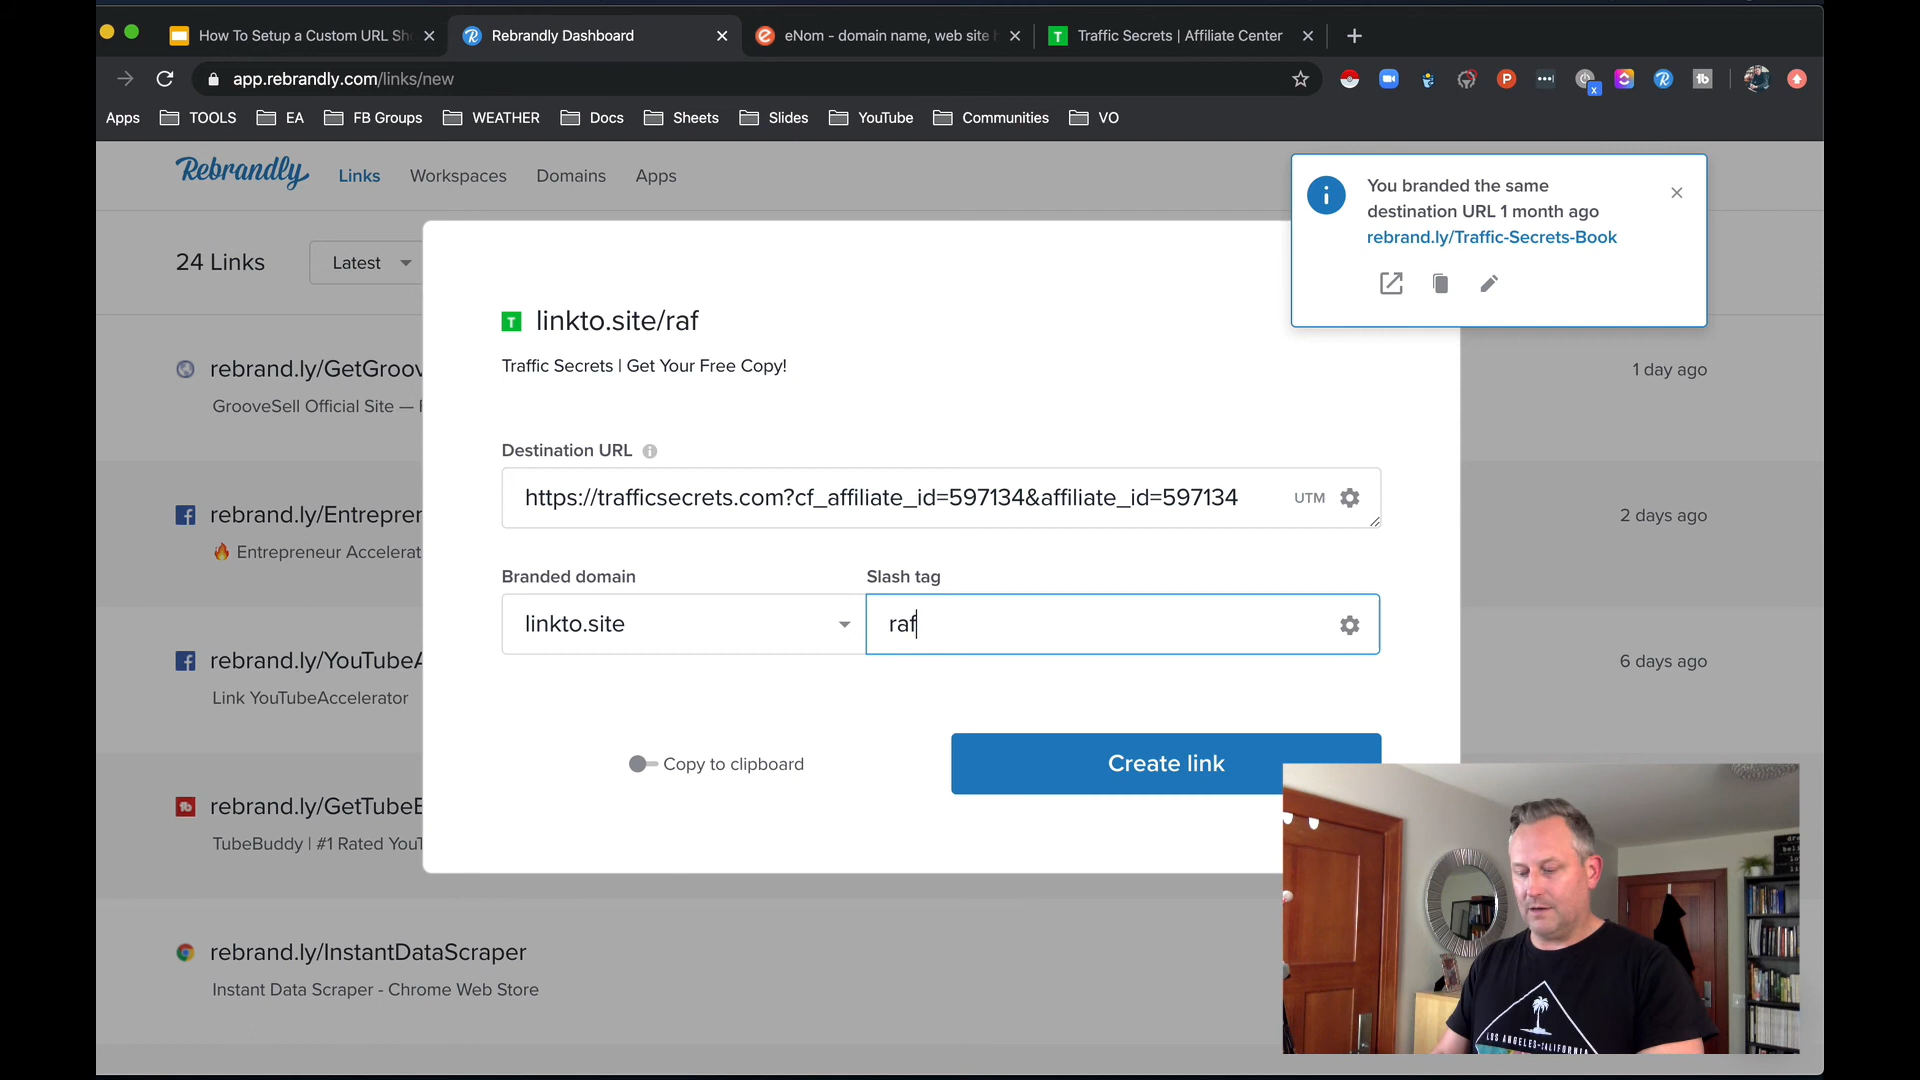 How To Setup a Custom URL Sh
Rebrandly Dashboard
eNom - domain name, web site h
Traffic Secrets | Affiliate Center
app.rebrandly.com/links/new
Apps
TOOLS
EA
FB Groups
WEATHER
Docs
Sheets
Slides
YouTube
Communities
VO
Rebrandly
Links
Workspaces
Domains
Apps
You branded the same
destination URL 1 month ago
rebrand.ly/Traffic-Secrets-Book
24 Links
Latest
linkto.site/raf
Traffic Secrets | Get Your Free Copy!
rebrand.ly/GetGroov
GrooveSell Official Site —
1 day ago
Destination URL
https://trafficsecrets.com?cf_affiliate_id=597134&affiliate_id=597134
UTM
rebrand.ly/Entreprer
🔥 Entrepreneur Accelerat
2 days ago
Branded domain
Slash tag
linkto.site
raf
rebrand.ly/YouTubeA
Link YouTubeAccelerator
6 days ago
Copy to clipboard
Create link
rebrand.ly/GetTubeB
TubeBuddy | #1 Rated YouT
rebrand.ly/InstantDataScraper
Instant Data Scraper - Chrome Web Store
LOS ANGELES-CALIFORNIA